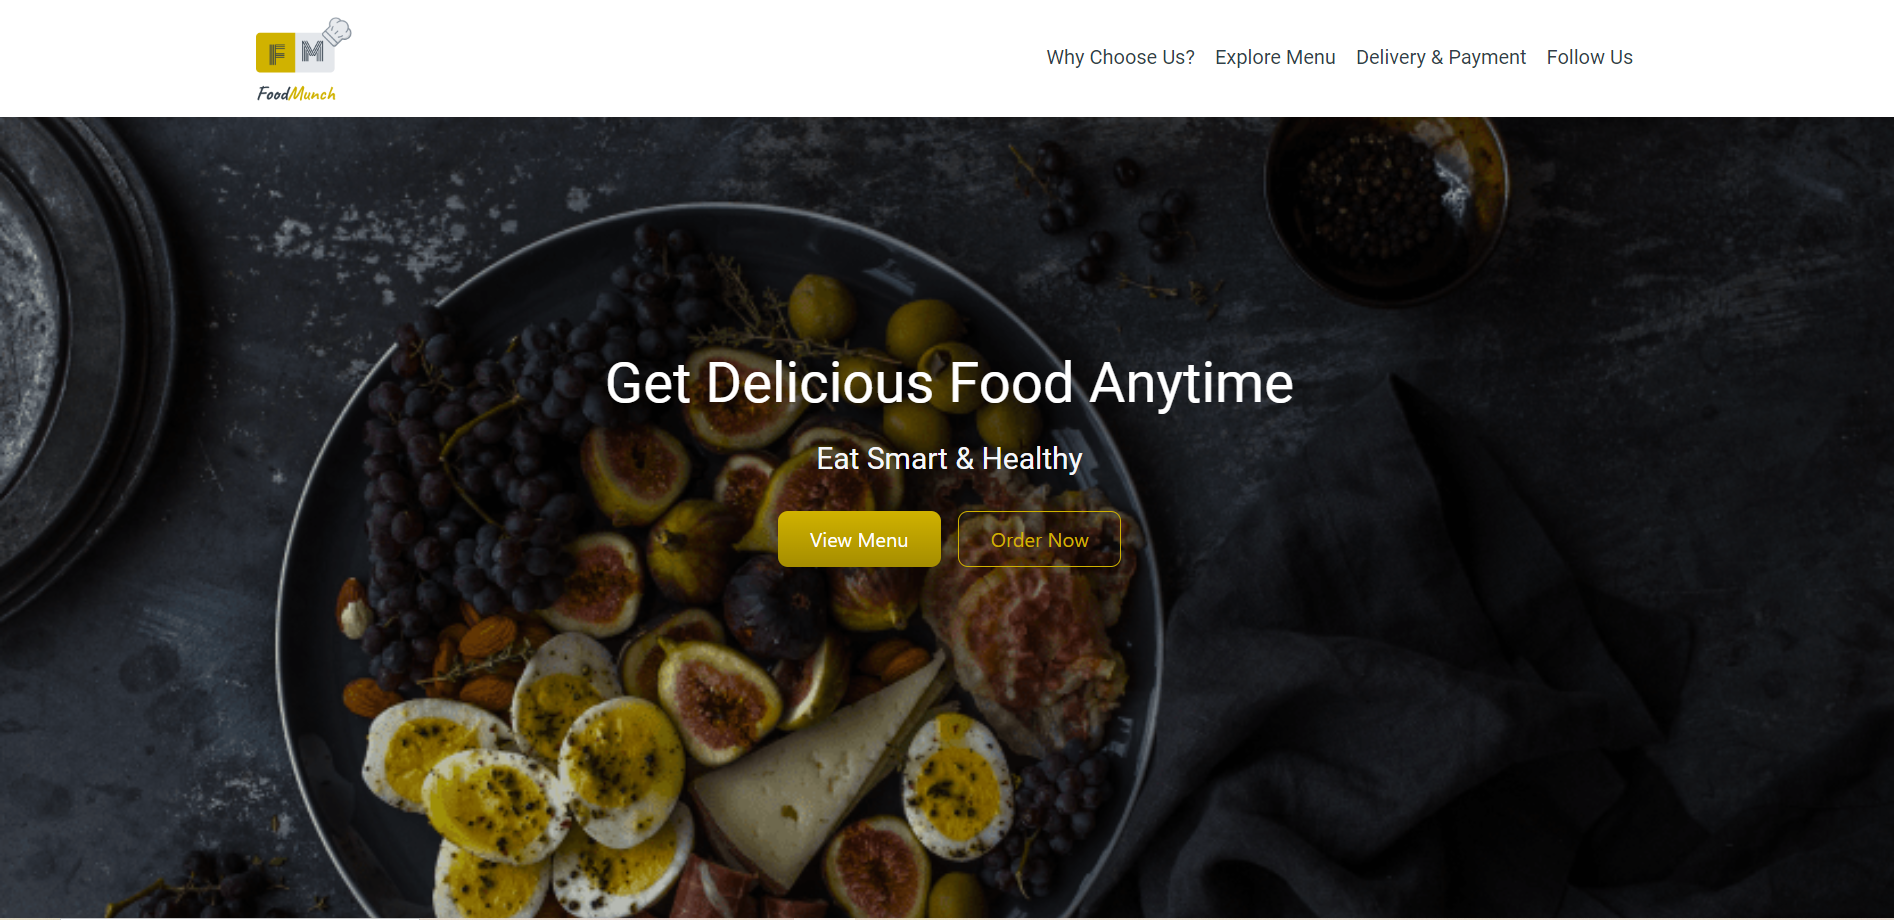 F M
FoodMunch
Why Choose Us? Explore Menu Delivery & Payment Follow Us
Get Delicious Food Anytime
Eat Smart & Healthy
View Menu Order Now